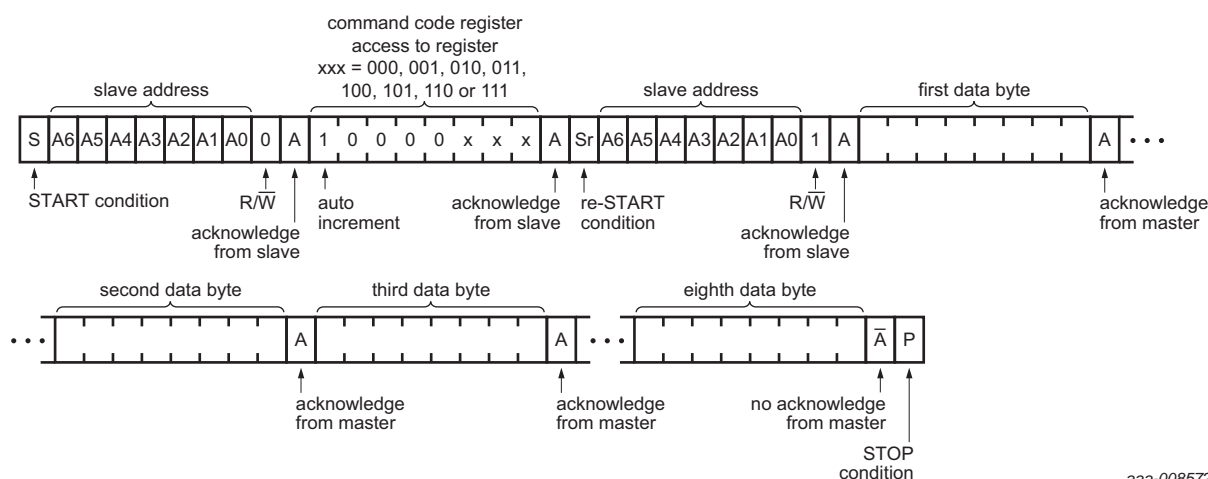 command code register
access to register
xxx = 000, 001, 010, 011,
100, 101, 110 or 111
slave address
slave address
first data byte
S A6 A5 A4 A3 A2 A1 A0 0 A 1 0 0 0 0 x x x A Sr A6 A5 A4 A3 A2 A1 A0 1 A A • • •
START condition
R/W̅
acknowledge
from slave
auto
increment
acknowledge
from slave
re-START
condition
R/W̅
acknowledge
from slave
acknowledge
from master
second data byte
third data byte
eighth data byte
• • • A A • • • A̅ P
acknowledge
from master
acknowledge
from master
no acknowledge
from master
STOP
condition
aaa-008572